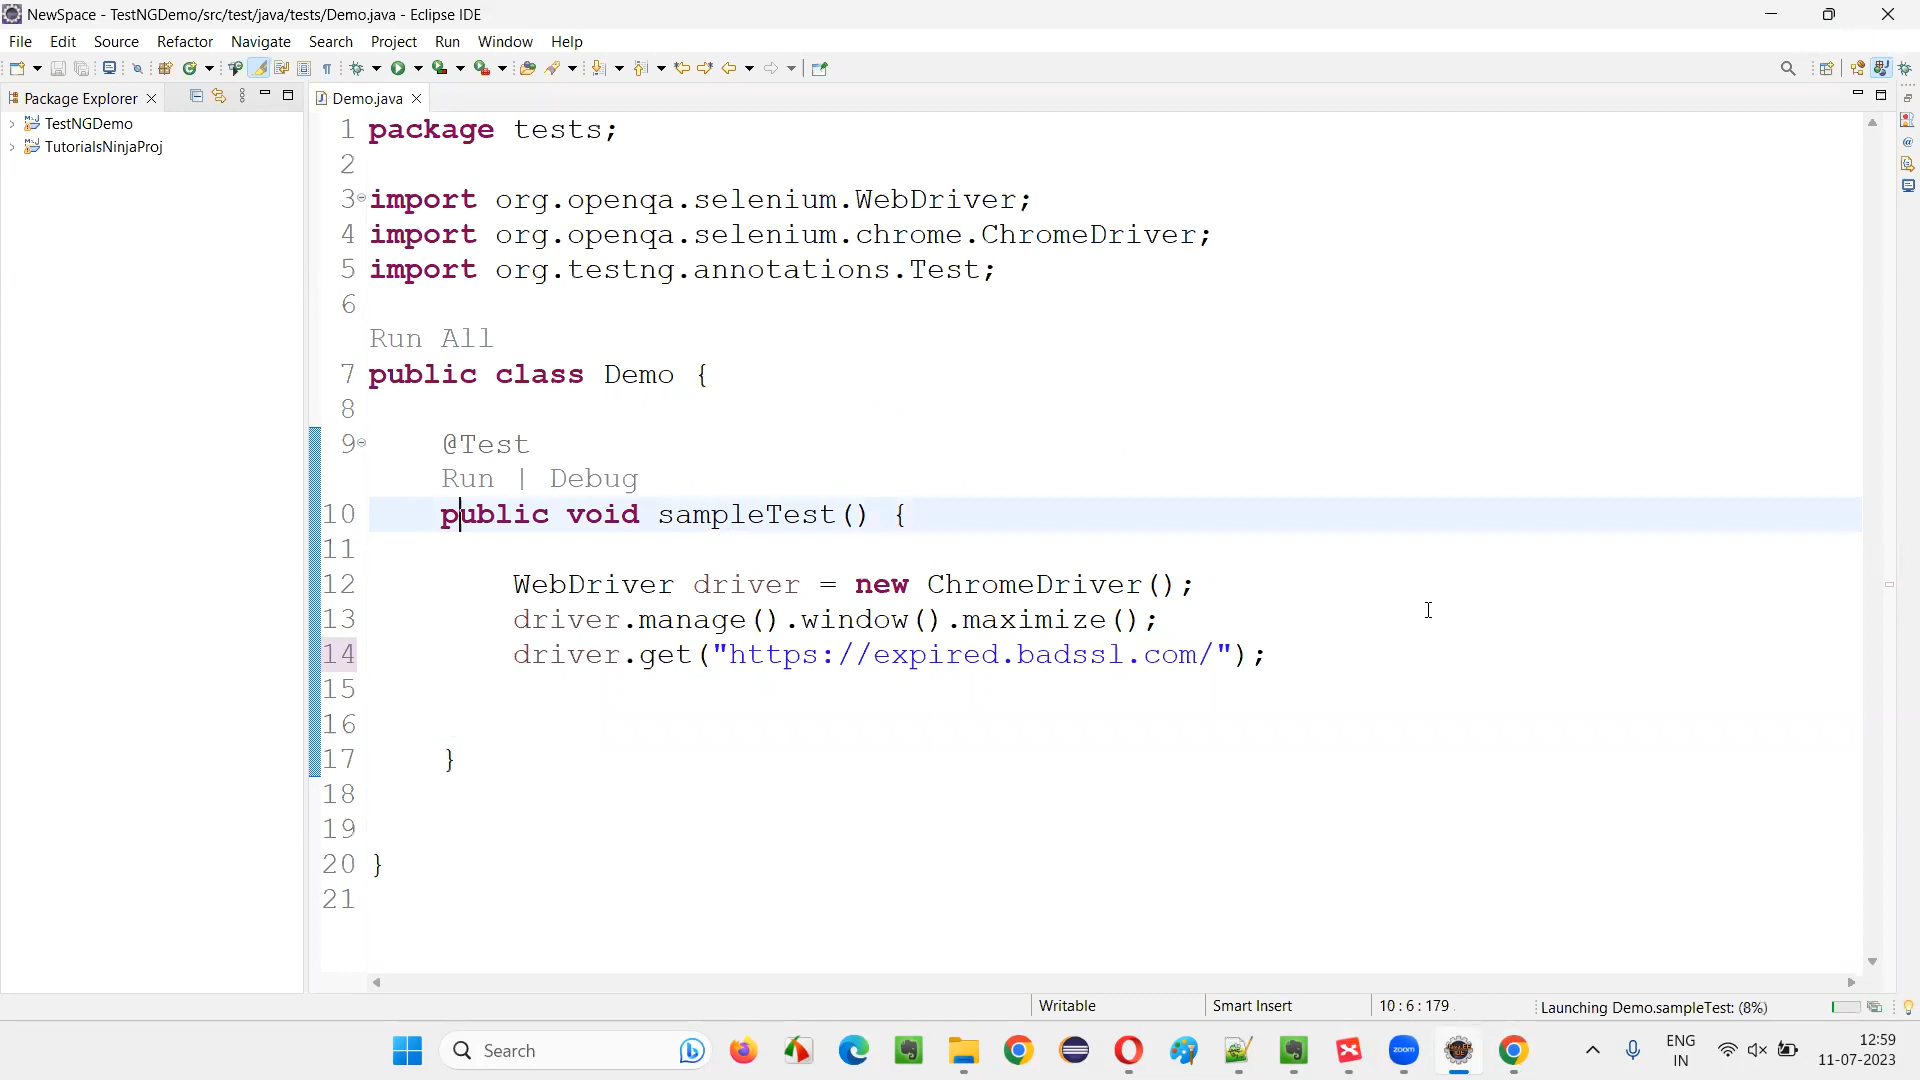 NewSpace - TestNGDemo/src/test/java/tests/Demo.java - Eclipse IDE
File Edit Source Refactor Navigate Search Project Run Window Help
Package Explorer
Demo.java
TestNGDemo
TutorialsNinjaProj
1 package tests;
2
3 import org.openqa.selenium.WebDriver;
4 import org.openqa.selenium.chrome.ChromeDriver;
5 import org.testng.annotations.Test;
6
Run All
7 public class Demo {
8
9 @Test
Run | Debug
10 public void sampleTest() {
11
12 WebDriver driver = new ChromeDriver();
13 driver.manage().window().maximize();
14 driver.get("https://expired.badssl.com/");
15
16
17 }
18
19
20 }
21
Writable Smart Insert 10 : 6 : 179 Launching Demo.sampleTest: (8%)
Search
zoom
ENG
IN
12:59
11-07-2023